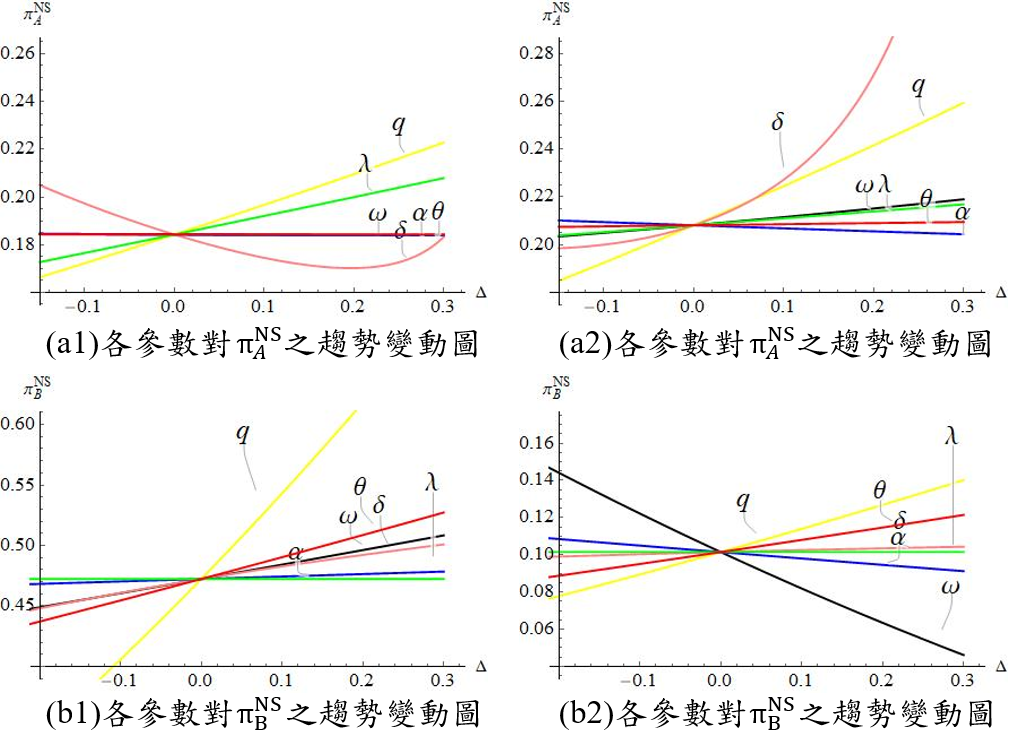 π_A^NS
0.26
0.24
0.22
0.20
0.18
q
λ
ω
α
θ
δ
−0.1
0.0
0.1
0.2
0.3
Δ
(a1)各參數對π_A^NS之趨勢變動圖
π_A^NS
0.28
0.26
0.24
0.22
0.20
δ
q
ω
λ
θ
α
−0.1
0.0
0.1
0.2
0.3
Δ
(a2)各參數對π_A^NS之趨勢變動圖
π_B^NS
0.60
0.55
0.50
0.45
q
θ
λ
δ
ω
α
−0.1
0.0
0.1
0.2
0.3
Δ
(b1)各參數對π_B^NS之趨勢變動圖
π_B^NS
0.16
0.14
0.12
0.10
0.08
0.06
λ
θ
q
δ
α
ω
−0.1
0.0
0.1
0.2
0.3
Δ
(b2)各參數對π_B^NS之趨勢變動圖